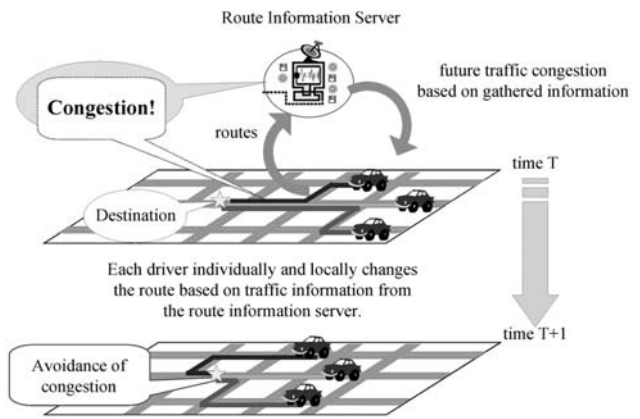 Route Information Server
Congestion!
future traffic congestion
based on gathered information
routes
time T
Destination
Each driver individually and locally changes
the route based on traffic information from
the route information server.
time T+1
Avoidance of
congestion